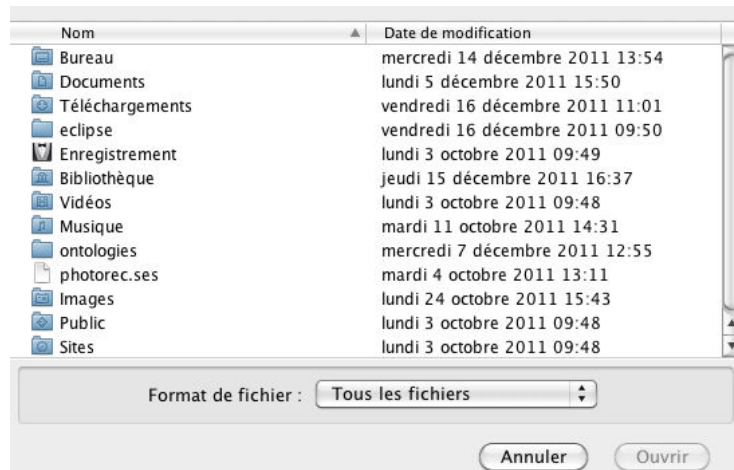 Nom Date de modification
Bureau mercredi 14 décembre 2011 13:54
Documents lundi 5 décembre 2011 15:50
Téléchargements vendredi 16 décembre 2011 11:01
eclipse vendredi 16 décembre 2011 09:50
Enregistrement lundi 3 octobre 2011 09:49
Bibliothèque jeudi 15 décembre 2011 16:37
Vidéos lundi 3 octobre 2011 09:48
Musique mardi 11 octobre 2011 14:31
ontologies mercredi 7 décembre 2011 12:55
photorec.ses mardi 4 octobre 2011 13:11
Images lundi 24 octobre 2011 15:43
Public lundi 3 octobre 2011 09:48
Sites lundi 3 octobre 2011 09:48
Format de fichier : Tous les fichiers
Annuler Ouvrir